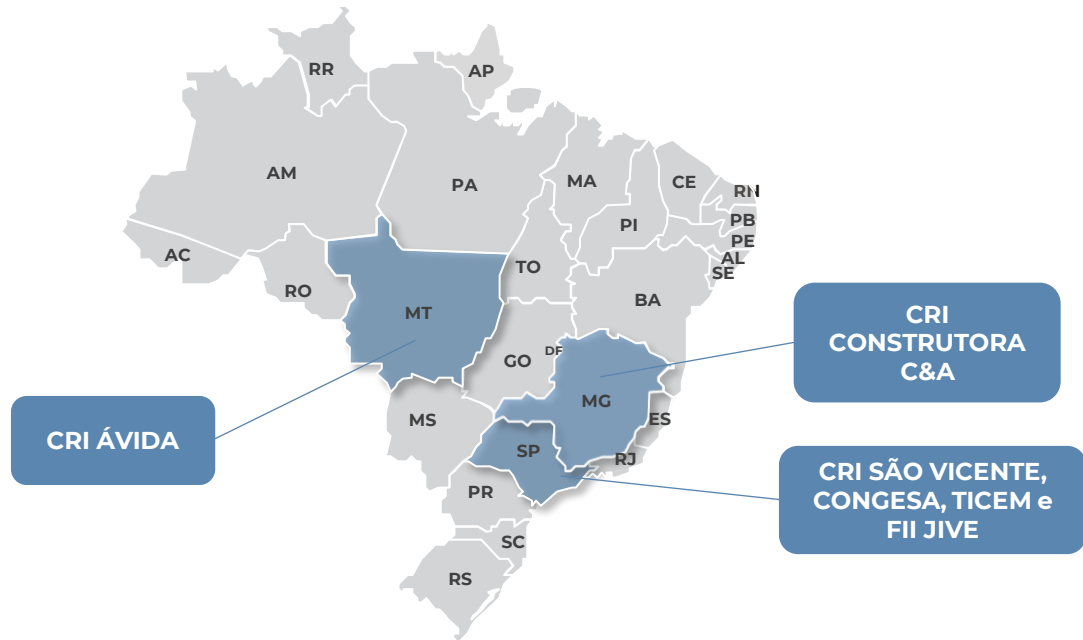 RR
AP
AM
PA
MA
CE
RN
PI
PB
PE
AC
TO
AL
SE
RO
BA
MT
CRI
CONSTRUTORA
C&A
DF
GO
MG
MS
ES
CRI ÁVIDA
SP
RJ
CRI SÃO VICENTE,
CONGESA, TICEM e
FII JIVE
PR
SC
RS